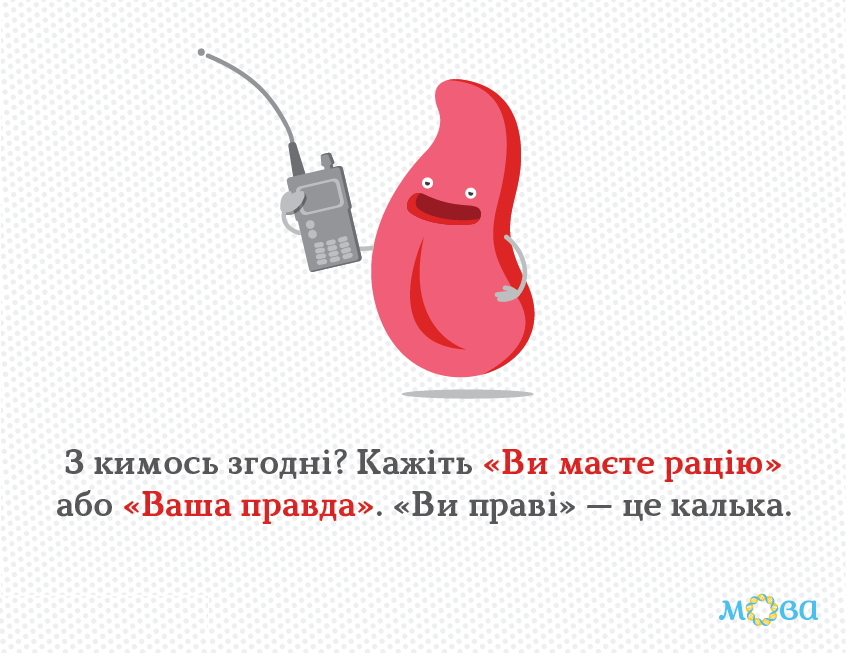 З кимось згодні? Кажіть «Ви маєте рацію»
або «Ваша правда». «Ви праві» — це калька.
мова